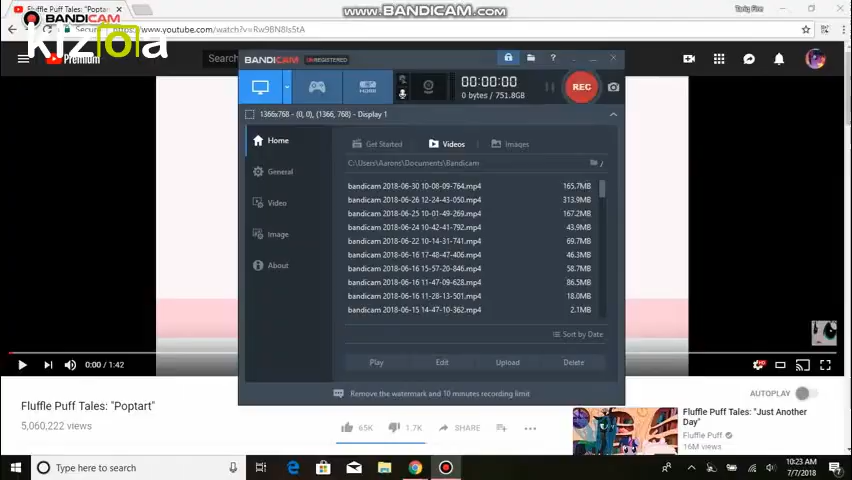 Fluffle Puff Tales: "Poptart"
www.BANDICAM.com
Tariq Fire
BANDICAM
Secure
https://www.youtube.com/watch?v=Rw9BN8Is5tA
kizoa
Premium
Search
BANDICAM UNREGISTERED
HDMI
00:00:00
0 bytes / 751.8GB
REC
1366x768 - (0, 0), (1366, 768) - Display 1
Home
General
Video
Image
About
Get Started Videos Images
C:\Users\Aarons\Documents\Bandicam
bandicam 2018-06-30 10-08-09-764.mp4 165.7MB
bandicam 2018-06-26 12-24-43-050.mp4 313.9MB
bandicam 2018-06-25 10-01-49-269.mp4 167.2MB
bandicam 2018-06-24 10-42-41-792.mp4 43.9MB
bandicam 2018-06-22 10-14-31-741.mp4 69.7MB
bandicam 2018-06-16 17-48-47-406.mp4 46.3MB
bandicam 2018-06-16 15-57-20-846.mp4 58.7MB
bandicam 2018-06-16 11-47-09-628.mp4 86.5MB
bandicam 2018-06-16 11-28-13-501.mp4 18.0MB
bandicam 2018-06-15 14-47-10-362.mp4 2.1MB
Sort by Date
Play Edit Upload Delete
Remove the watermark and 10 minutes recording limit
0:00 / 1:42
Fluffle Puff Tales: "Poptart"
5,060,222 views
65K 1.7K SHARE
AUTOPLAY
Fluffle Puff Tales: "Just Another
Day"
Fluffle Puff
16M views
Type here to search
10:23 AM
7/7/2018